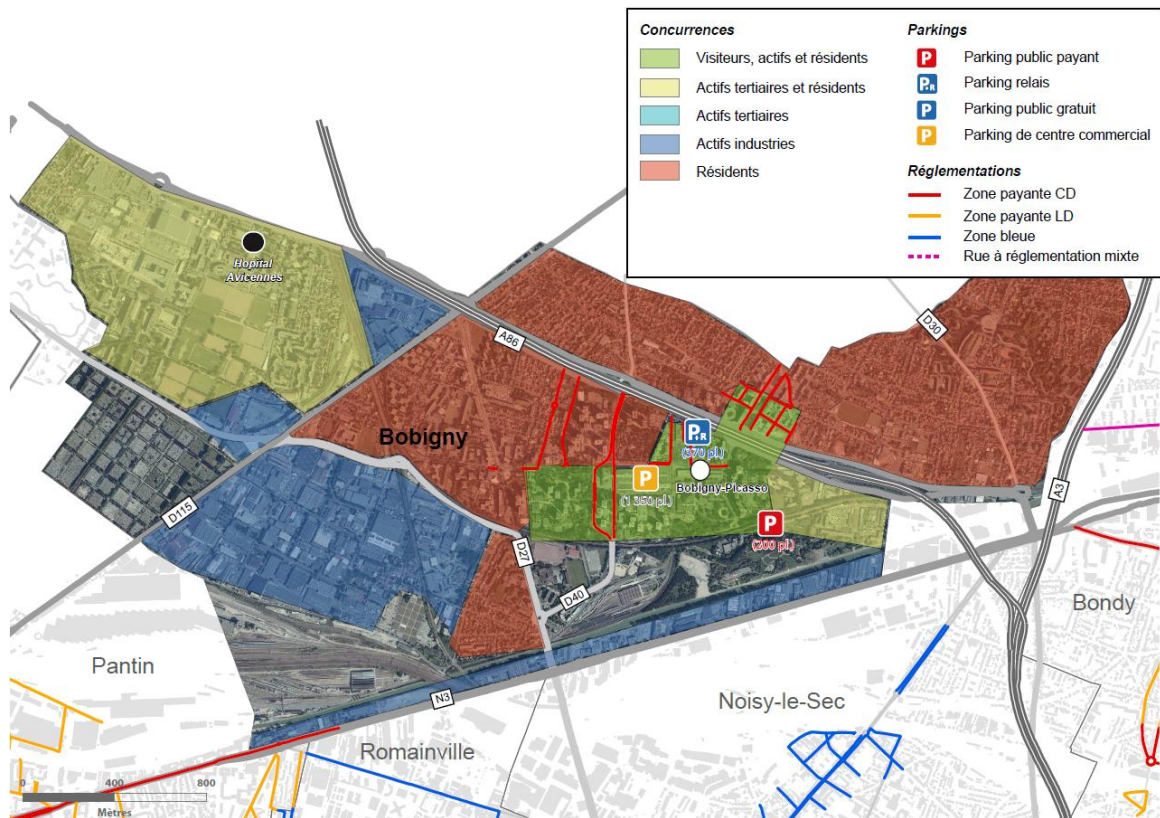 Concurrences
Visiteurs, actifs et résidents
Actifs tertiaires et résidents
Actifs tertiaires
Actifs industries
Résidents
Parkings
P Parking public payant
P+R Parking relais
P Parking public gratuit
P Parking de centre commercial
Réglementations
Zone payante CD
Zone payante LD
Zone bleue
Rue à réglementation mixte
Hopital
Avicennes
A86
D30
Bobigny
P+R
(370 pl.)
P
(1 350 pl.)
Bobigny-Picasso
A3
D115
P
(200 pl.)
D27
D40
Bondy
Pantin
N3
Noisy-le-Sec
Romainville
0 400 800
Mètres